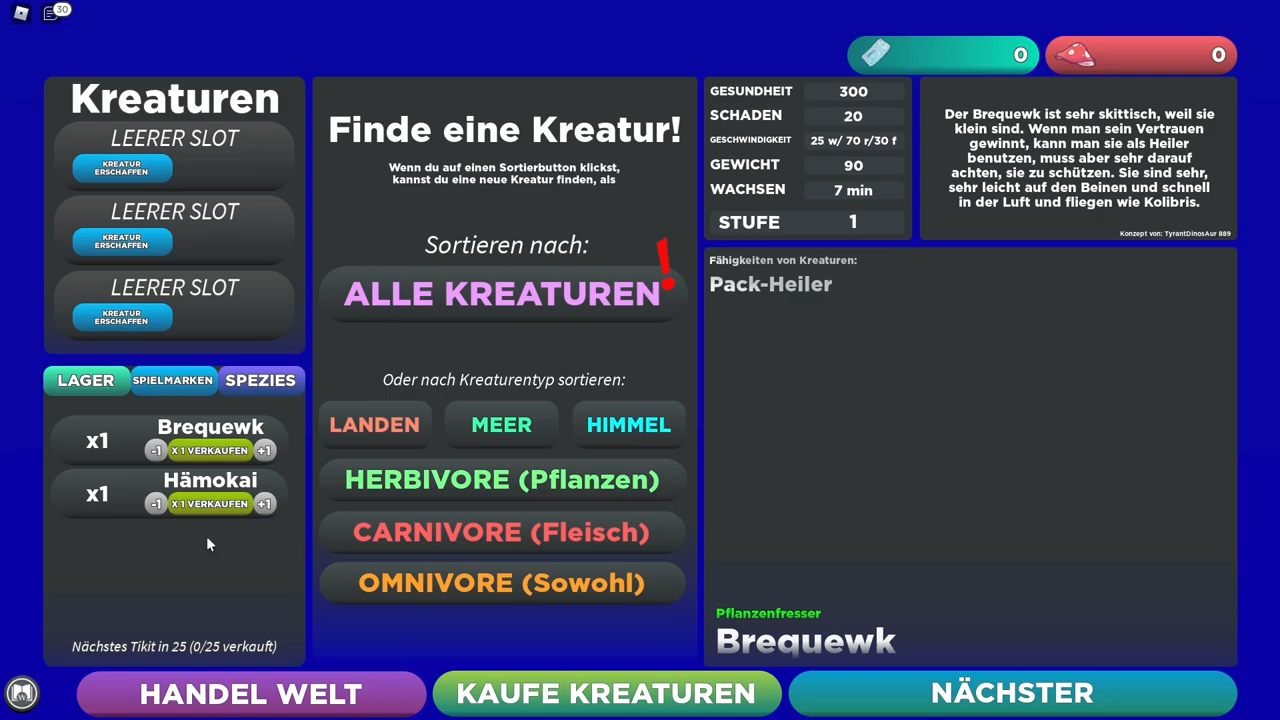 30
0
0
Kreaturen
LEERER SLOT
KREATUR
ERSCHAFFEN
LEERER SLOT
KREATUR
ERSCHAFFEN
LEERER SLOT
KREATUR
ERSCHAFFEN
LAGER
SPIELMARKEN
SPEZIES
x1
Brequewk
-1
X 1 VERKAUFEN
+1
x1
Hämokai
-1
X 1 VERKAUFEN
+1
Nächstes Tikit in 25 (0/25 verkauft)
Finde eine Kreatur!
Wenn du auf einen Sortierbutton klickst,
kannst du eine neue Kreatur finden, als
Sortieren nach:
ALLE KREATUREN
!
Oder nach Kreaturentyp sortieren:
LANDEN
MEER
HIMMEL
HERBIVORE (Pflanzen)
CARNIVORE (Fleisch)
OMNIVORE (Sowohl)
GESUNDHEIT 300
SCHADEN 20
GESCHWINDIGKEIT 25 w/ 70 r/30 f
GEWICHT 90
WACHSEN 7 min
STUFE 1
Der Brequewk ist sehr skittisch, weil sie
klein sind. Wenn man sein Vertrauen
gewinnt, kann man sie als Heiler
benutzen, muss aber sehr darauf
achten, sie zu schützen. Sie sind sehr,
sehr leicht auf den Beinen und schnell
in der Luft und fliegen wie Kolibris.
Konzept von: TyrantDinosAur 889
Fähigkeiten von Kreaturen:
Pack-Heiler
Pflanzenfresser
Brequewk
HANDEL WELT
KAUFE KREATUREN
NÄCHSTER